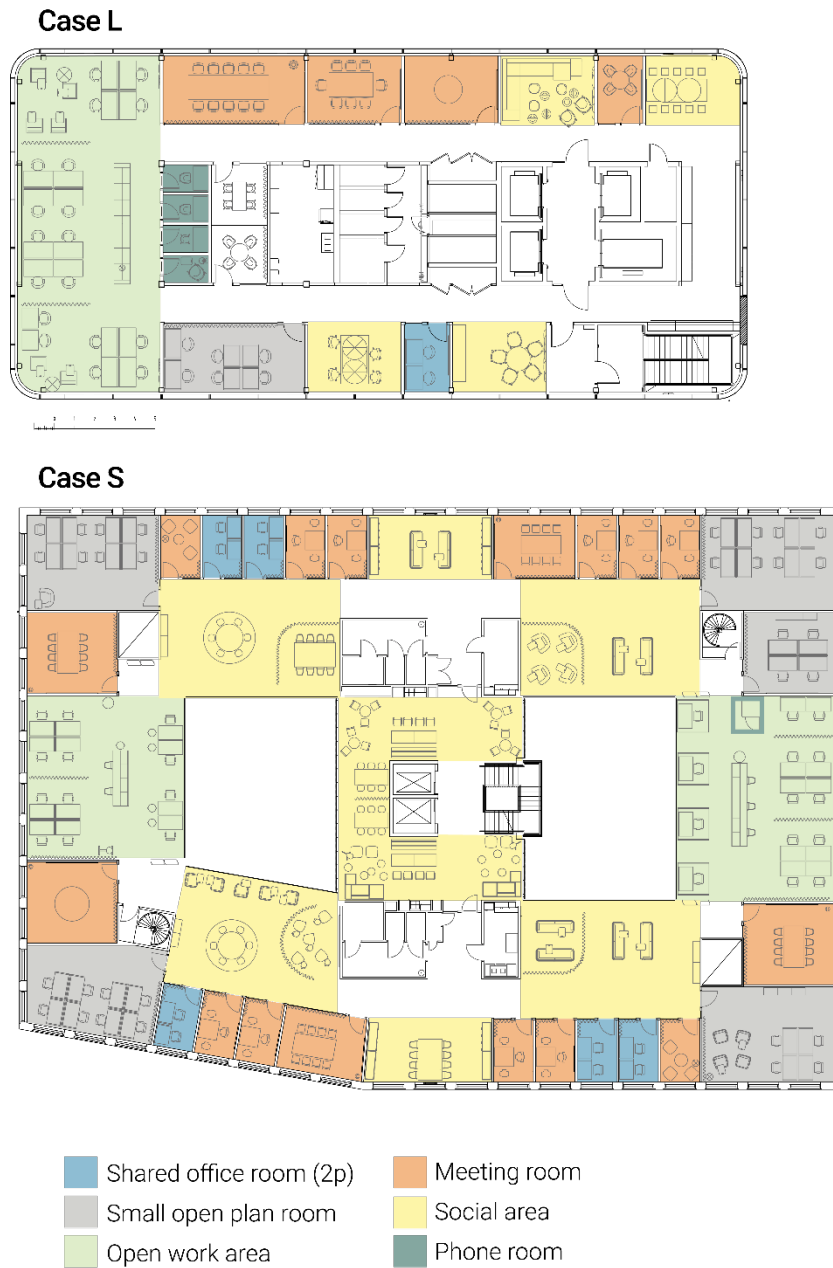 Case L
Case S
Shared office room (2p)
Meeting room
Small open plan room
Social area
Open work area
Phone room